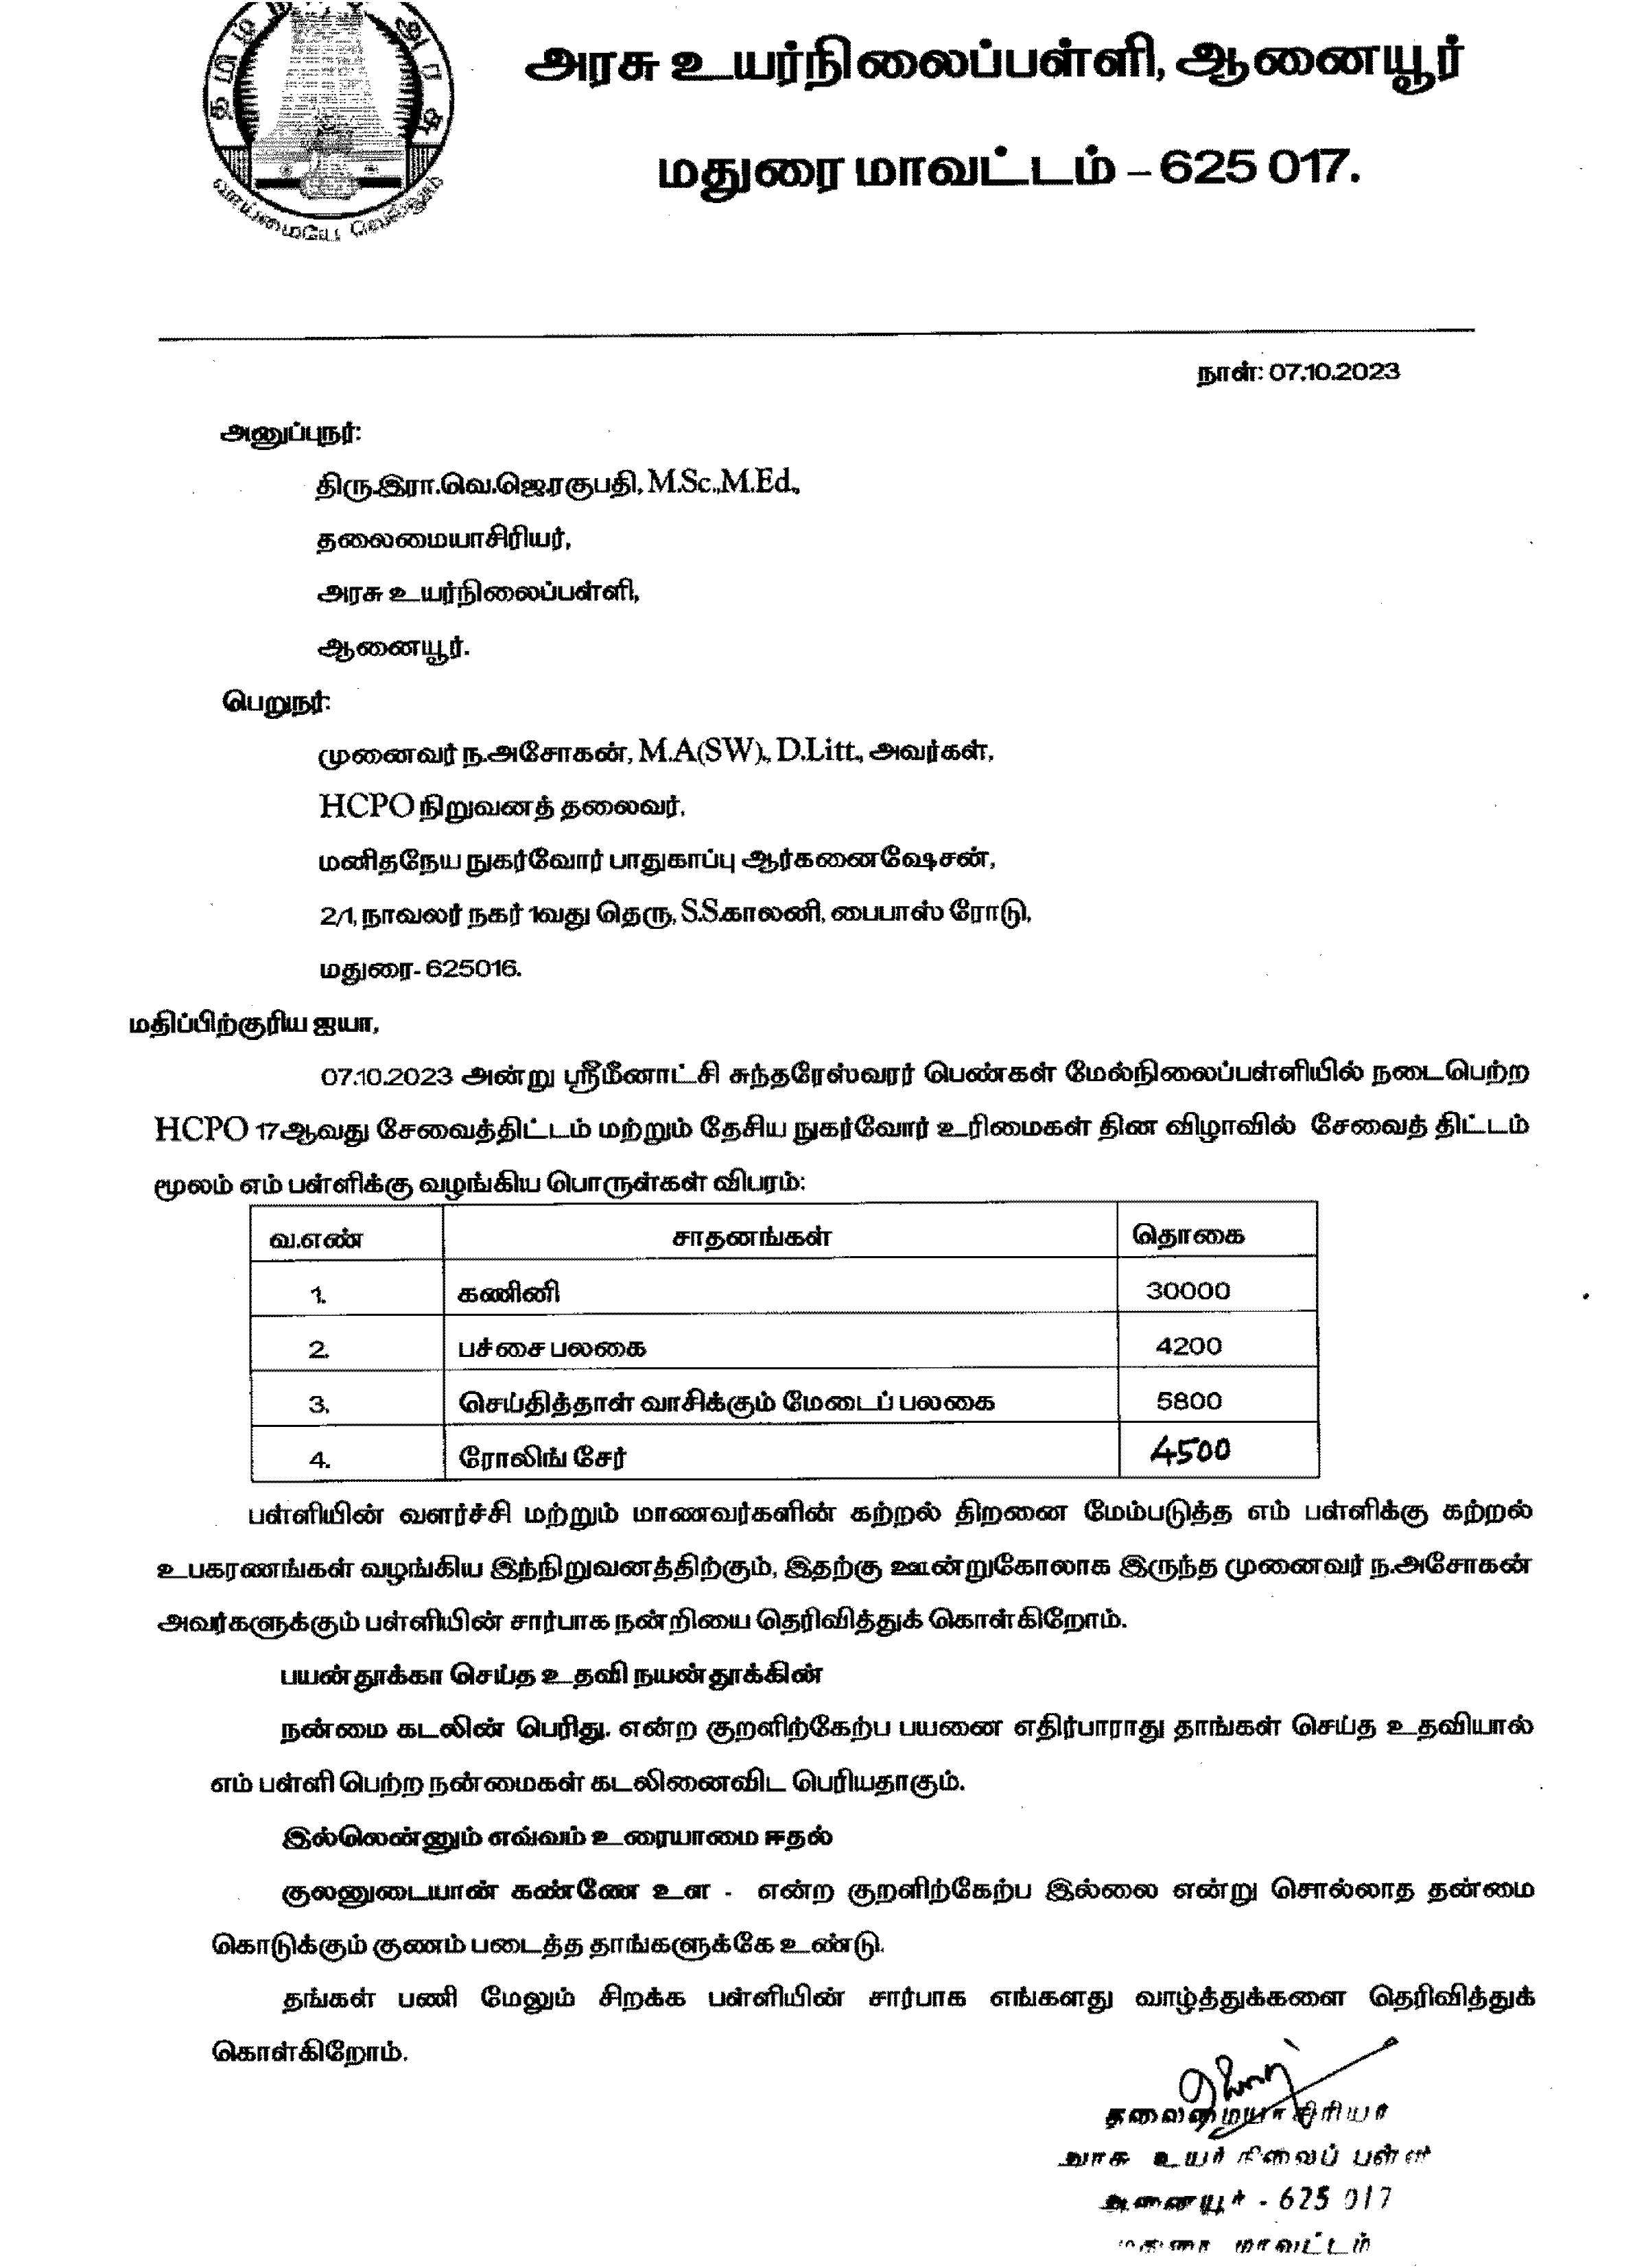 அரசு உயர்நிலைப்பள்ளி, ஆனையூர்
மதுரை மாவட்டம் – 625 017.
வாய்மையே வெல்லும்
நாள்: 07.10.2023
அனுப்புநர்:
திரு.இரா.வெ.ஜெ.ரகுபதி, M.Sc.,M.Ed.,
தலைமையாசிரியர்,
அரசு உயர்நிலைப்பள்ளி,
ஆனையூர்.
பெறுநர்:
முனைவர் ந.அசோகன், M.A(SW)., D.Litt., அவர்கள்,
HCPO நிறுவனத் தலைவர்,
மனிதநேய நுகர்வோர் பாதுகாப்பு ஆர்கனைஷேசன்,
2/1, நாவலர் நகர் 1வது தெரு, S.S.காலனி, பைபாஸ் ரோடு,
மதுரை- 625016.
மதிப்பிற்குரிய ஐயா,
07.10.2023 அன்று ஸ்ரீமீனாட்சி சுந்தரேஸ்வரர் பெண்கள் மேல்நிலைப்பள்ளியில் நடைபெற்ற
HCPO 17ஆவது சேவைத்திட்டம் மற்றும் தேசிய நுகர்வோர் உரிமைகள் தின விழாவில் சேவைத் திட்டம்
மூலம் எம் பள்ளிக்கு வழங்கிய பொருள்கள் விபரம்:
வ.எண் சாதனங்கள் தொகை
1. கணினி 30000
2. பச்சை பலகை 4200
3. செய்தித்தாள் வாசிக்கும் மேடைப் பலகை 5800
4. ரோலிங் சேர் 4500
பள்ளியின் வளர்ச்சி மற்றும் மாணவர்களின் கற்றல் திறனை மேம்படுத்த எம் பள்ளிக்கு கற்றல்
உபகரணங்கள் வழங்கிய இந்நிறுவனத்திற்கும், இதற்கு ஊன்றுகோலாக இருந்த முனைவர் ந.அசோகன்
அவர்களுக்கும் பள்ளியின் சார்பாக நன்றியை தெரிவித்துக் கொள்கிறோம்.
பயன்தூக்கா செய்த உதவி நயன்தூக்கின்
நன்மை கடலின் பெரிது. என்ற குறளிற்கேற்ப பயனை எதிர்பாராது தாங்கள் செய்த உதவியால்
எம் பள்ளி பெற்ற நன்மைகள் கடலினைவிட பெரியதாகும்.
இல்லென்னும் எவ்வம் உரையாமை ஈதல்
குலனுடையான் கண்ணே உள - என்ற குறளிற்கேற்ப இல்லை என்று சொல்லாத தன்மை
கொடுக்கும் குணம் படைத்த தாங்களுக்கே உண்டு.
தங்கள் பணி மேலும் சிறக்க பள்ளியின் சார்பாக எங்களது வாழ்த்துக்களை தெரிவித்துக்
கொள்கிறோம்.
தலைமையாசிரியர்
அரசு உயர்நிலைப் பள்ளி
ஆனையூர் - 625 017
மதுரை மாவட்டம்